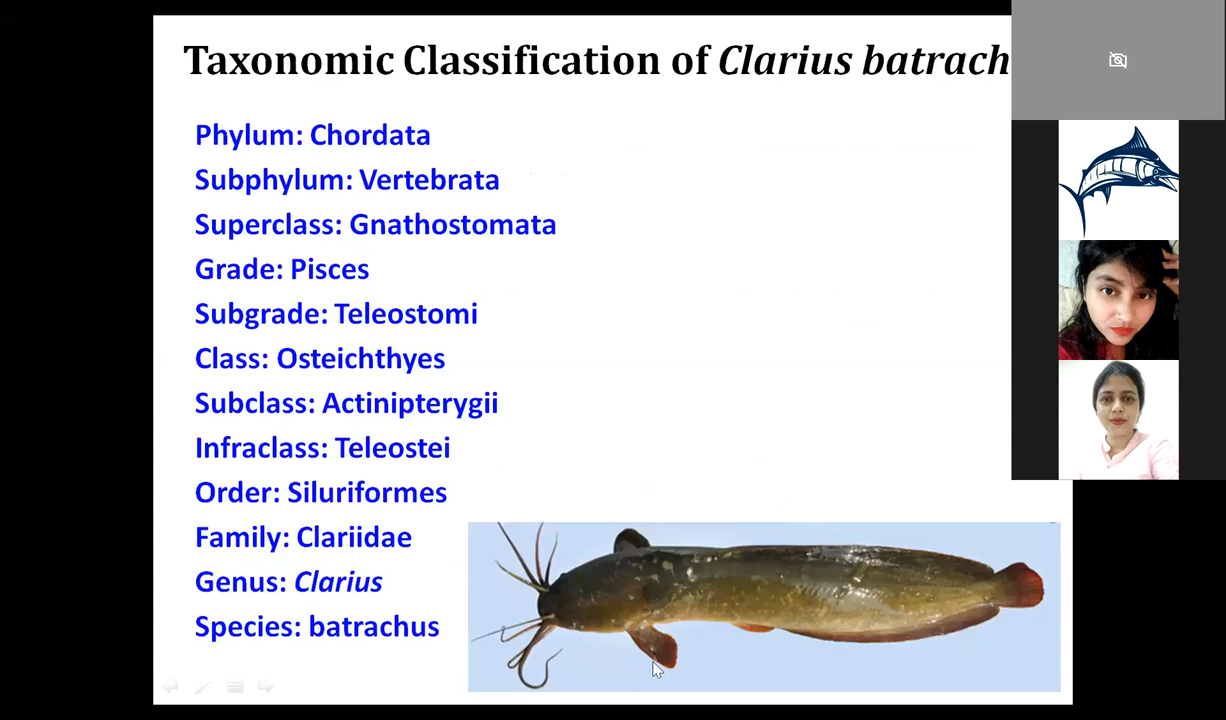 Taxonomic Classification of Clarius batrach
Phylum: Chordata
Subphylum: Vertebrata
Superclass: Gnathostomata
Grade: Pisces
Subgrade: Teleostomi
Class: Osteichthyes
Subclass: Actinipterygii
Infraclass: Teleostei
Order: Siluriformes
Family: Clariidae
Genus: Clarius
Species: batrachus